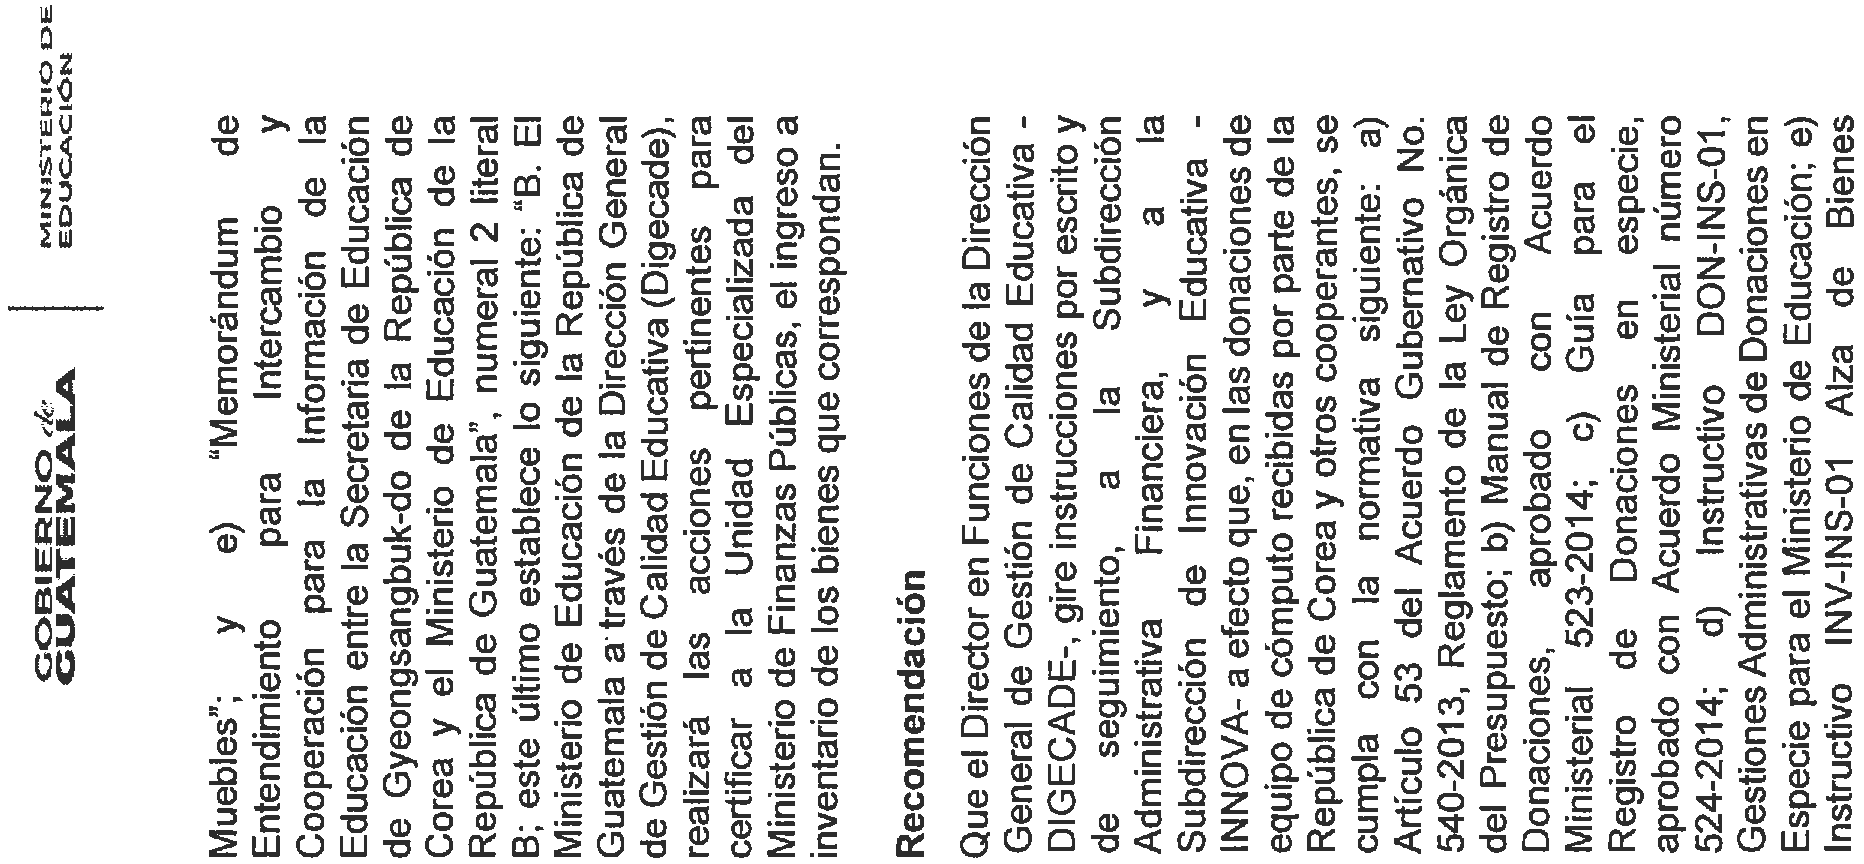 GOBIERNO de
GUATEMALA
MINISTERIO DE
EDUCACIÓN
Muebles"; y e) "Memorándum de
Entendimiento para Intercambio y
Cooperación para la Información de la
Educación entre la Secretaria de Educación
de Gyeongsangbuk-do de la República de
Corea y el Ministerio de Educación de la
República de Guatemala", numeral 2 literal
B; este último establece lo siguiente: "B. El
Ministerio de Educación de la República de
Guatemala a través de la Dirección General
de Gestión de Calidad Educativa (Digecade),
realizará las acciones pertinentes para
certificar a la Unidad Especializada del
Ministerio de Finanzas Públicas, el ingreso a
inventario de los bienes que correspondan.
Recomendación
Que el Director en Funciones de la Dirección
General de Gestión de Calidad Educativa -
DIGECADE-, gire instrucciones por escrito y
de seguimiento, a la Subdirección
Administrativa Financiera, y a la
Subdirección de Innovación Educativa -
INNOVA- a efecto que, en las donaciones de
equipo de cómputo recibidas por parte de la
República de Corea y otros cooperantes, se
cumpla con la normativa siguiente: a)
Artículo 53 del Acuerdo Gubernativo No.
540-2013, Reglamento de la Ley Orgánica
del Presupuesto; b) Manual de Registro de
Donaciones, aprobado con Acuerdo
Ministerial 523-2014; c) Guía para el
Registro de Donaciones en especie,
aprobado con Acuerdo Ministerial número
524-2014; d) Instructivo DON-INS-01,
Gestiones Administrativas de Donaciones en
Especie para el Ministerio de Educación; e)
Instructivo INV-INS-01 Alza de Bienes